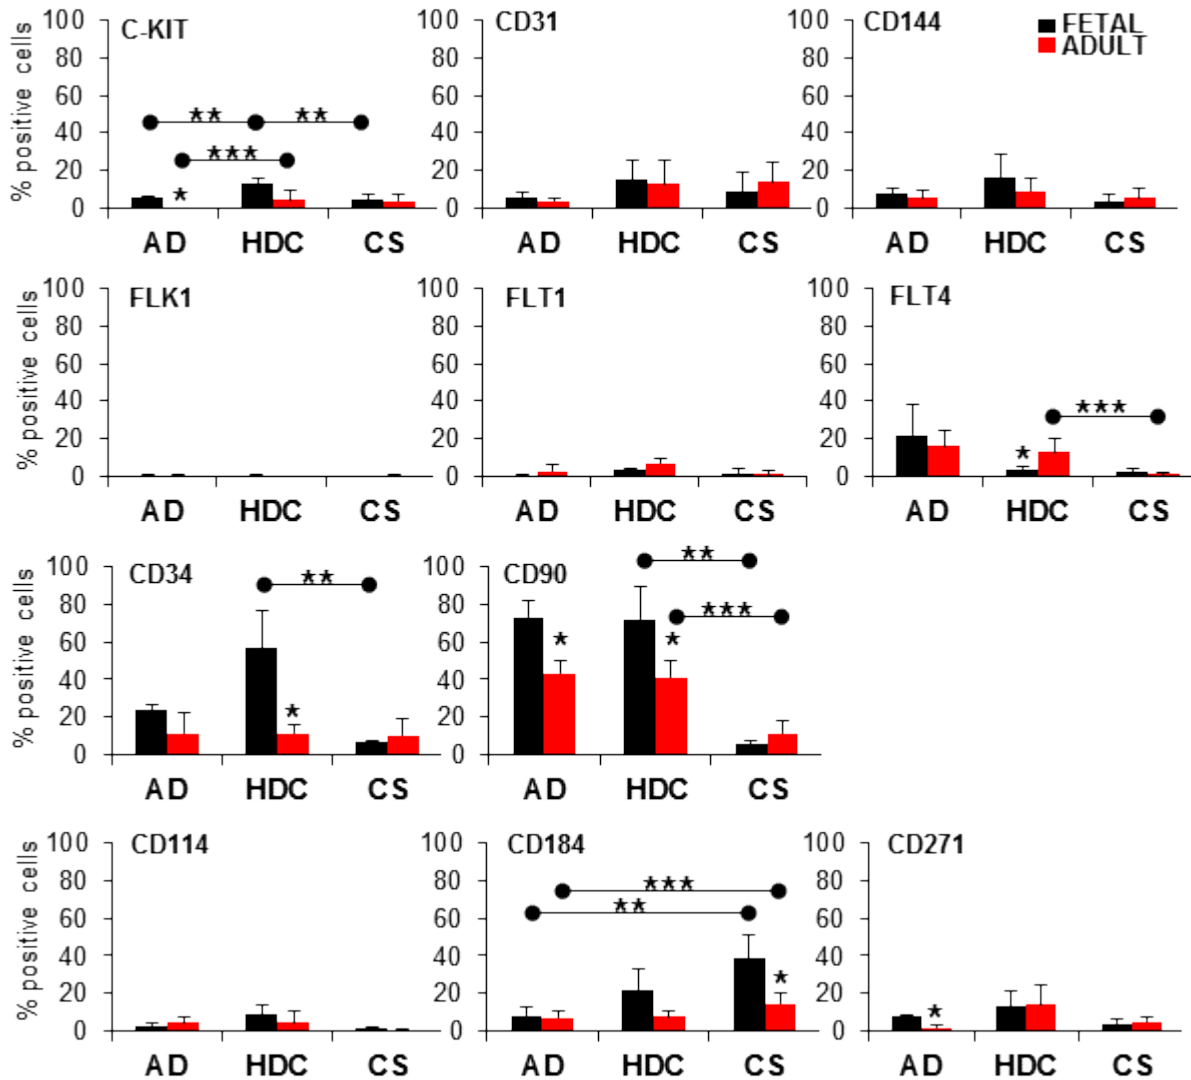 C-KIT
CD31
CD144
FETAL
ADULT
% positive cells
100
80
60
40
20
0
** **
***
*
AD HDC CS
100
80
60
40
20
0
AD HDC CS
100
80
60
40
20
0
AD HDC CS
FLK1
FLT1
FLT4
% positive cells
100
80
60
40
20
0
AD HDC CS
100
80
60
40
20
0
AD HDC CS
100
80
60
40
20
0
***
*
AD HDC CS
CD34
CD90
% positive cells
100
80
60
40
20
0
**
*
AD HDC CS
100
80
60
40
20
0
**
***
* *
AD HDC CS
CD114
CD184
CD271
% positive cells
100
80
60
40
20
0
AD HDC CS
100
80
60
40
20
0
***
**
*
AD HDC CS
100
80
60
40
20
0
*
AD HDC CS